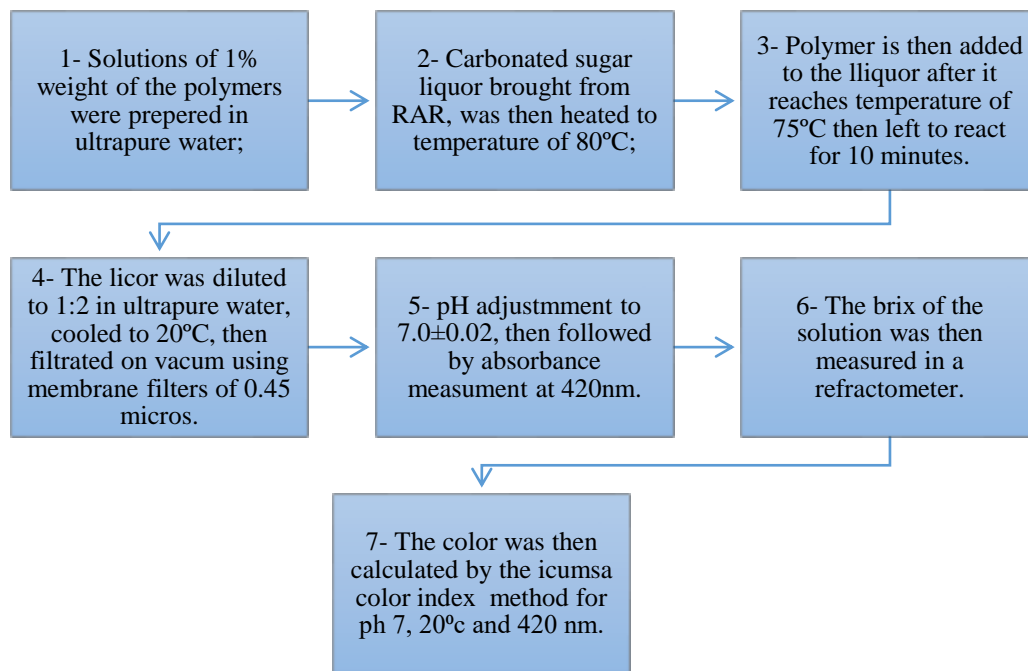 1- Solutions of 1%
weight of the polymers
were prepered in
ultrapure water;
2- Carbonated sugar
liquor brought from
RAR, was then heated to
temperature of 80ºC;
3- Polymer is then added
to the lliquor after it
reaches temperature of
75ºC then left to react
for 10 minutes.
4- The licor was diluted
to 1:2 in ultrapure water,
cooled to 20ºC, then
filtrated on vacum using
membrane filters of 0.45
micros.
5- pH adjustmment to
7.0±0.02, then followed
by absorbance
measument at 420nm.
6- The brix of the
solution was then
measured in a
refractometer.
7- The color was then
calculated by the icumsa
color index method for
ph 7, 20ºc and 420 nm.